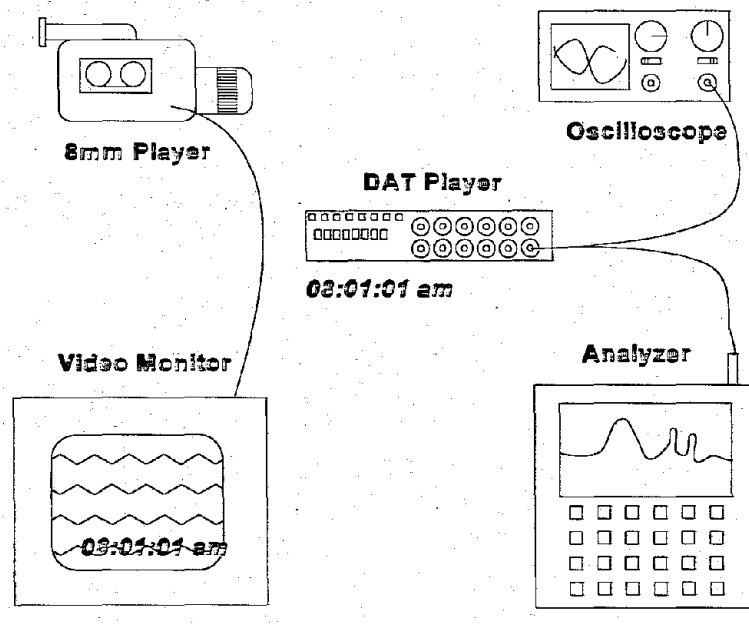 8mm Player
Oscilloscope
DAT Player
08:01:01 am
Video Monitor
Analyzer
08:01:01 am